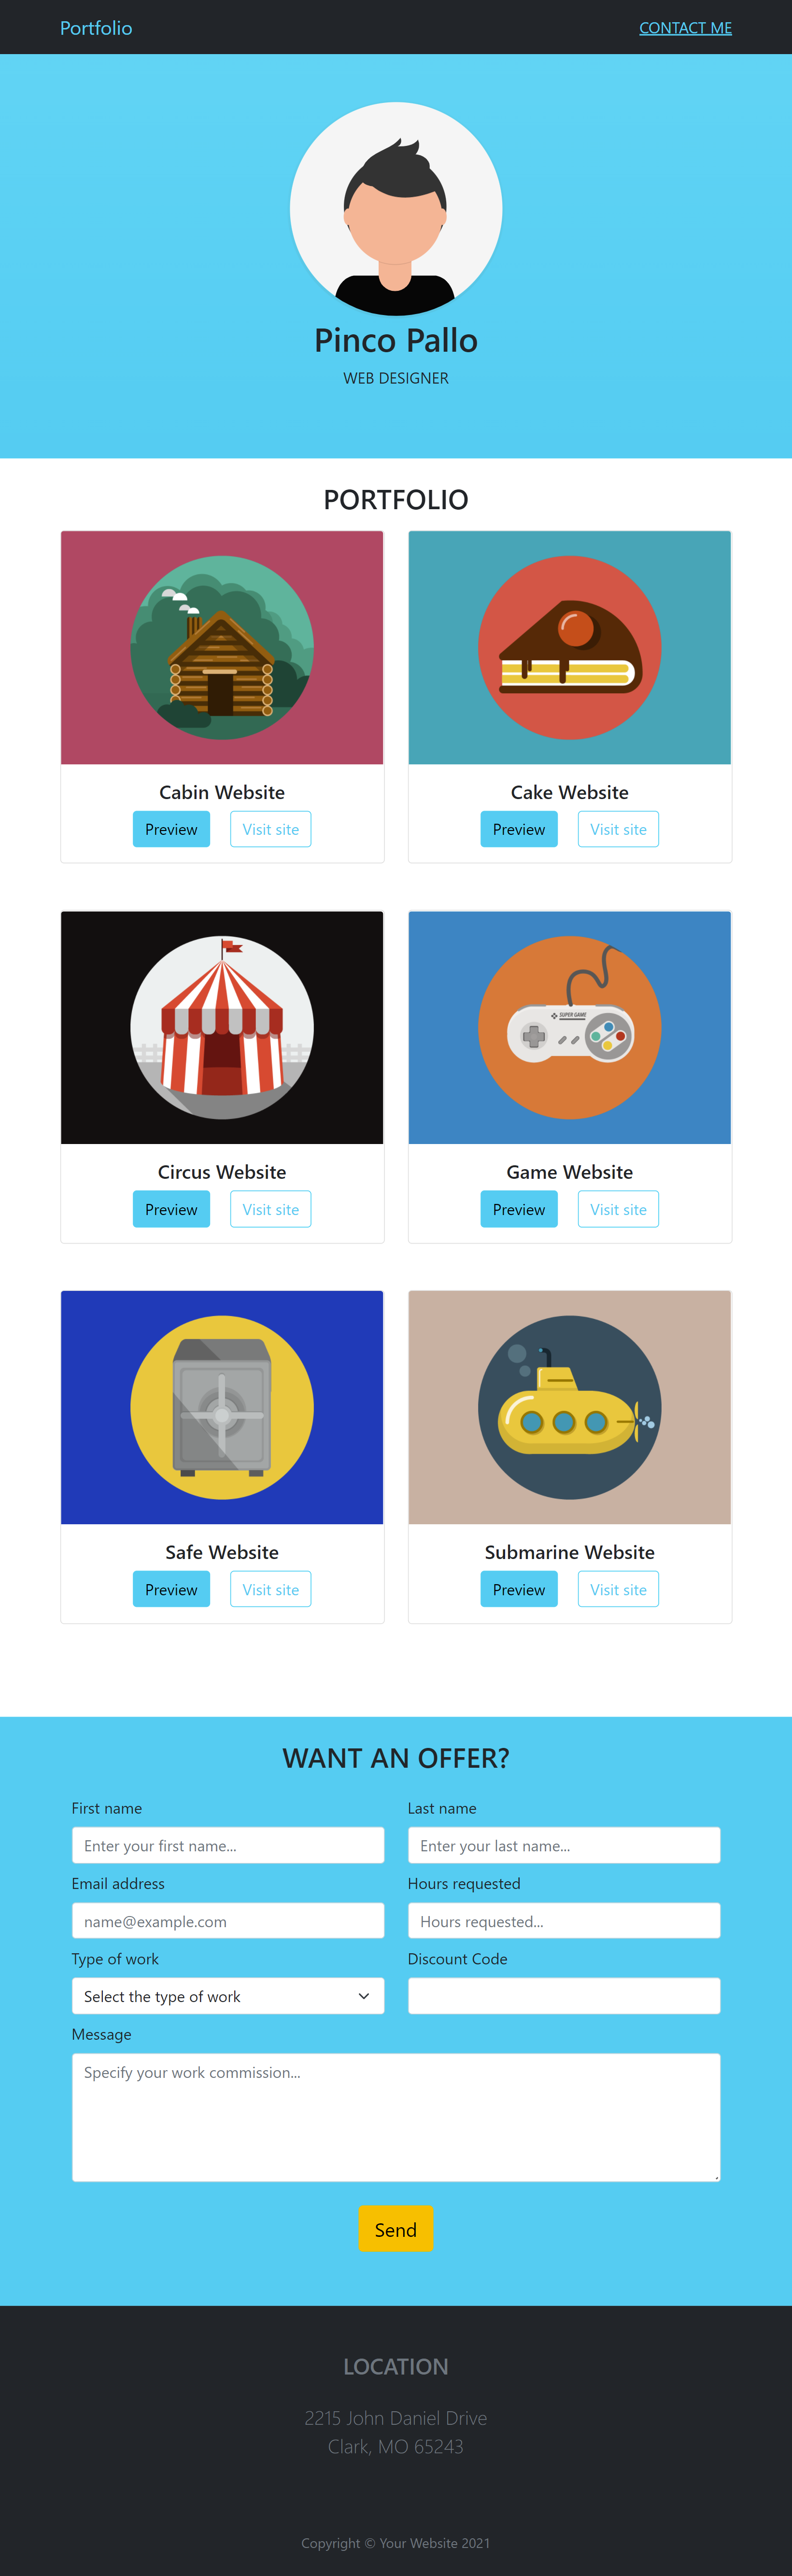 Portfolio
CONTACT ME
Pinco Pallo
WEB DESIGNER
PORTFOLIO
Cabin Website
Preview
Visit site
Cake Website
Preview
Visit site
SUPER GAME
Circus Website
Preview
Visit site
Game Website
Preview
Visit site
Safe Website
Preview
Visit site
Submarine Website
Preview
Visit site
WANT AN OFFER?
First name
Last name
Enter your first name...
Enter your last name...
Email address
Hours requested
name@example.com
Hours requested...
Type of work
Discount Code
Select the type of work
Message
Specify your work commission...
Send
LOCATION
2215 John Daniel Drive
Clark, MO 65243
Copyright © Your Website 2021